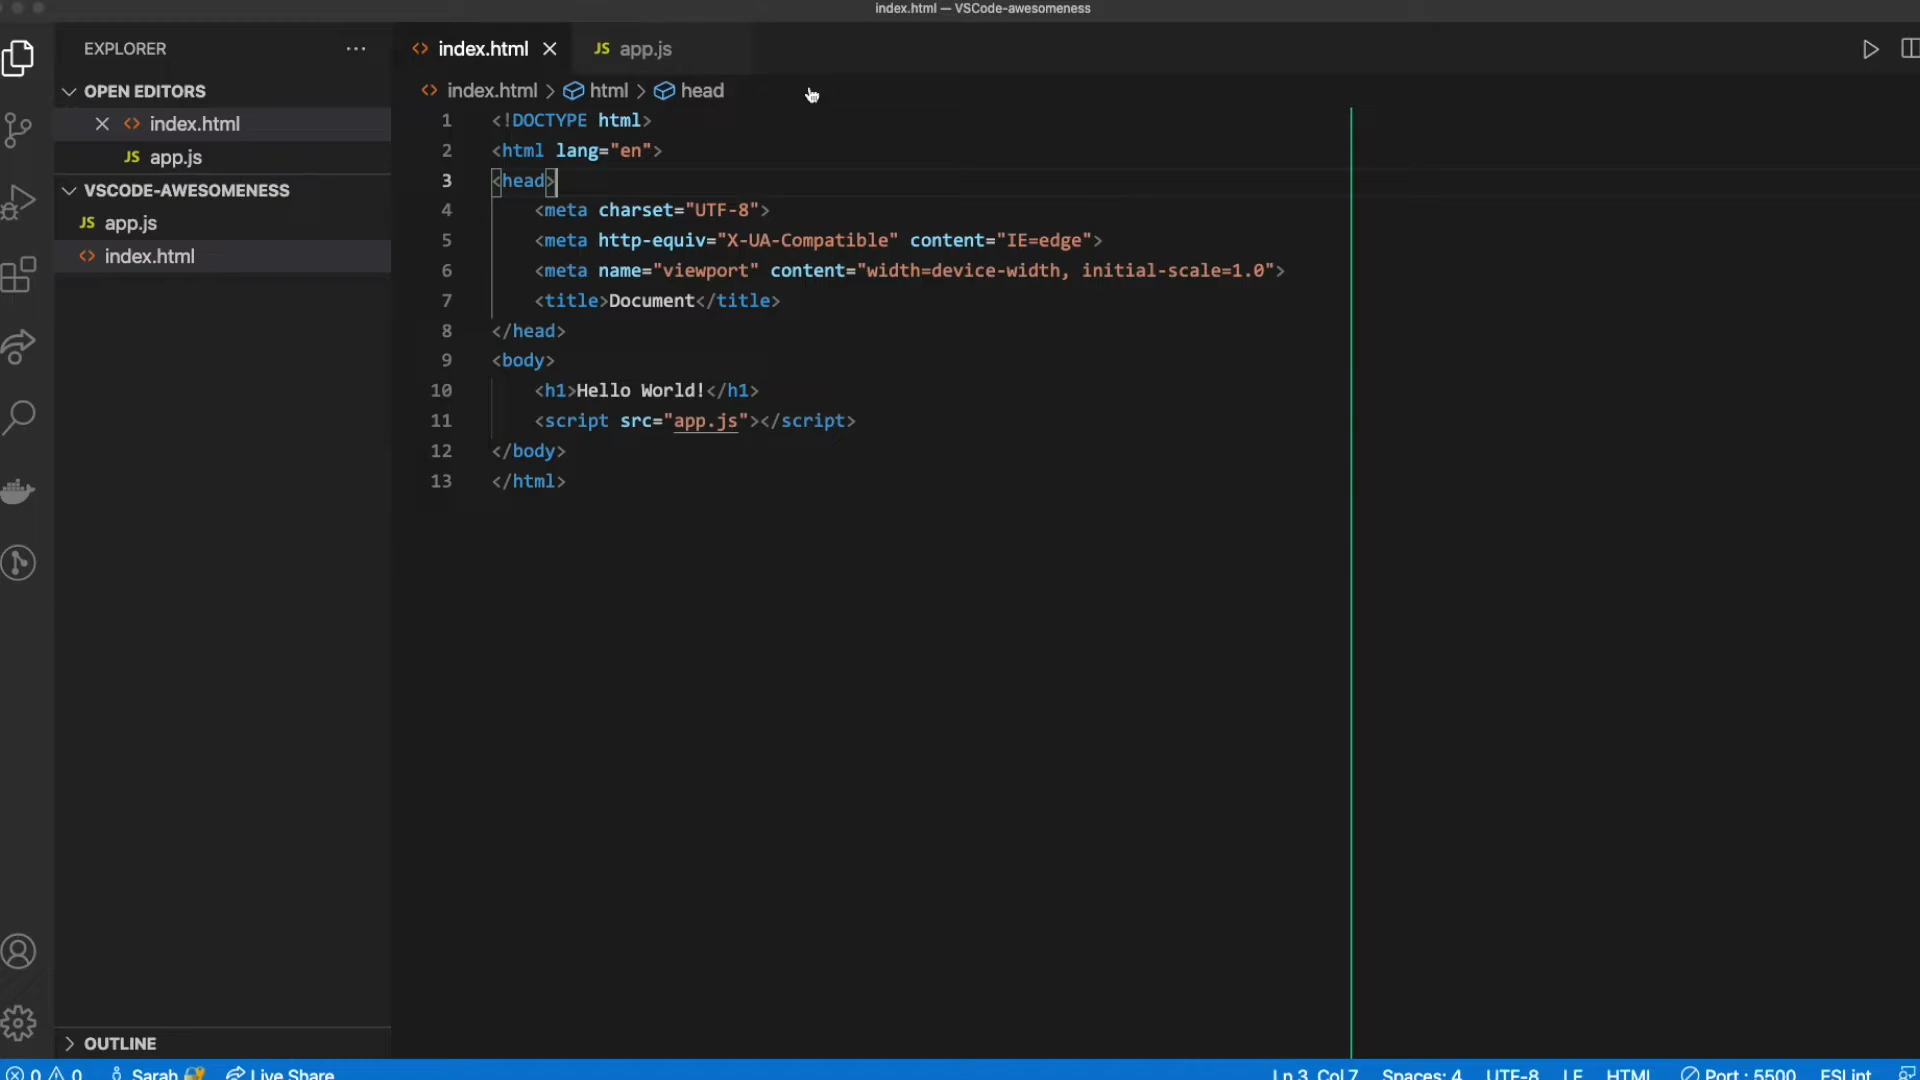 index.html — VSCode-awesomeness
EXPLORER
index.html
JS app.js
OPEN EDITORS
index.html
JS app.js
VSCODE-AWESOMENESS
JS app.js
index.html
OUTLINE
index.html > html > head
1 <!DOCTYPE html>
2 <html lang="en">
3 <head>
4 <meta charset="UTF-8">
5 <meta http-equiv="X-UA-Compatible" content="IE=edge">
6 <meta name="viewport" content="width=device-width, initial-scale=1.0">
7 <title>Document</title>
8 </head>
9 <body>
10 <h1>Hello World!</h1>
11 <script src="app.js"></script>
12 </body>
13 </html>
0 0 Sarah Live Share Ln 3, Col 7 Spaces: 4 UTF-8 LF HTML Port : 5500 ESLint